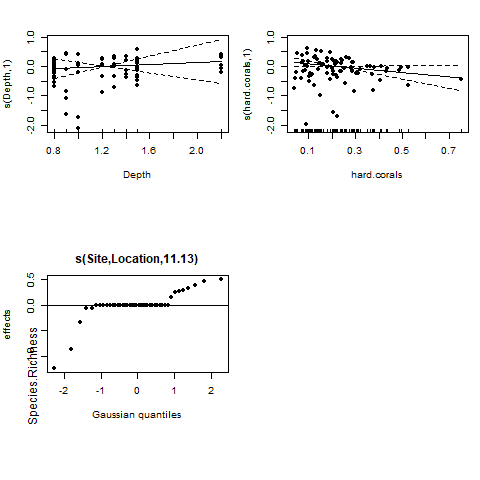 s(Depth,1)
1.0
0.0
-1.0
-2.0
0.8 1.2 1.6 2.0
Depth
s(hard.corals,1)
1.0
0.0
-1.0
-2.0
0.1 0.3 0.5 0.7
hard.corals
s(Site,Location,11.13)
effects
Species.Richness
0.5
0.0
-2 -1 0 1 2
Gaussian quantiles